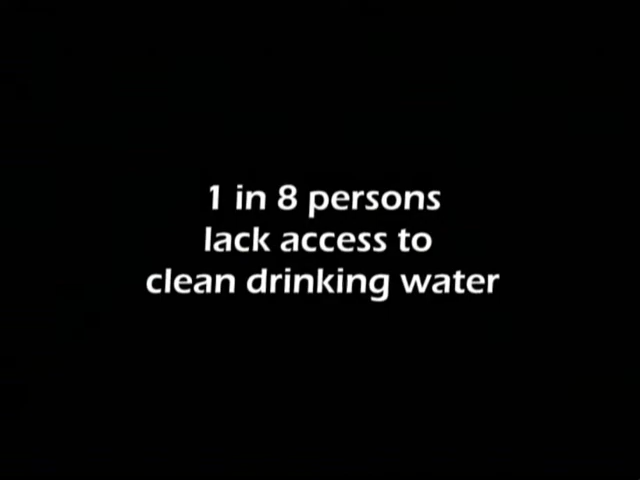 1 in 8 persons
lack access to
clean drinking water